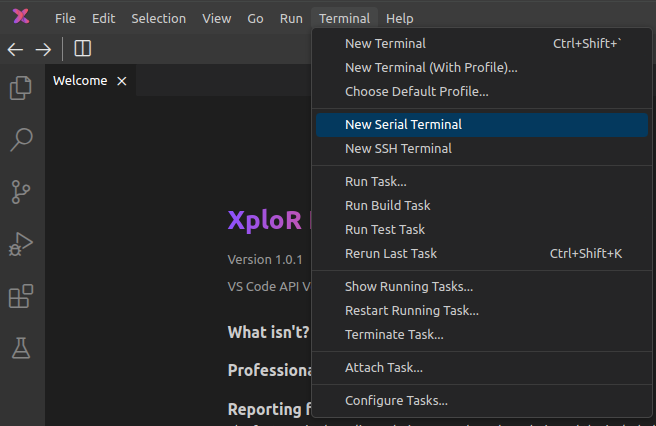 File Edit Selection View Go Run Terminal Help
Welcome
New Terminal Ctrl+Shift+`
New Terminal (With Profile)...
Choose Default Profile...
New Serial Terminal
New SSH Terminal
Run Task...
Run Build Task
Run Test Task
Rerun Last Task Ctrl+Shift+K
Show Running Tasks...
Restart Running Task...
Terminate Task...
Attach Task...
Configure Tasks...
XploR
Version 1.0.1
VS Code API V
What isn't?
Professiona
Reporting f